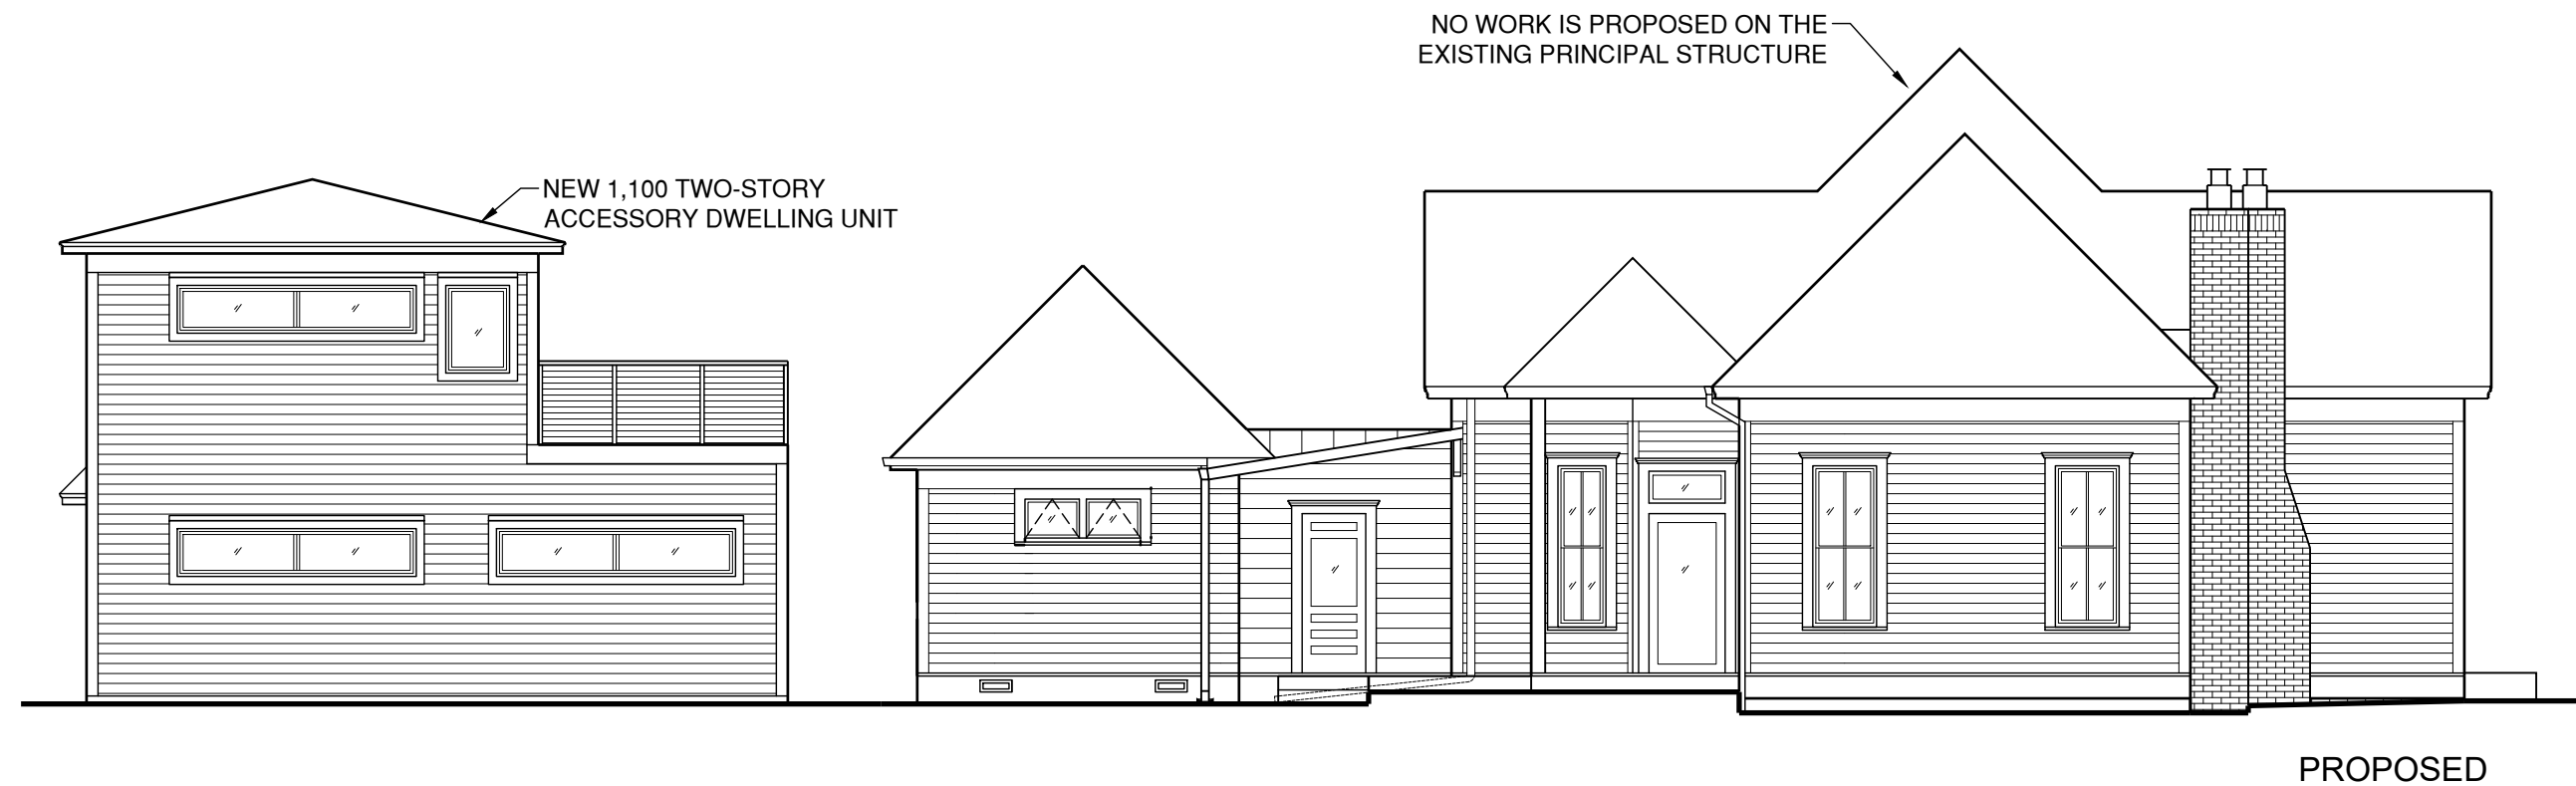 NO WORK IS PROPOSED ON THE
EXISTING PRINCIPAL STRUCTURE
NEW 1,100 TWO-STORY
ACCESSORY DWELLING UNIT
PROPOSED